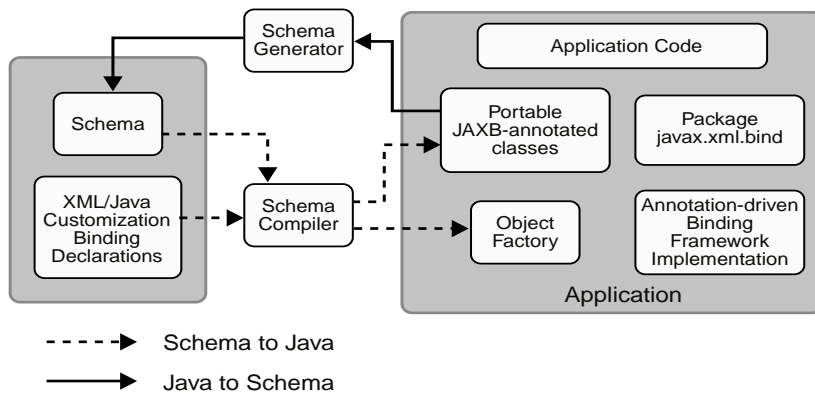 Schema
Generator
Application Code
Schema
Portable
JAXB-annotated
classes
Package
javax.xml.bind
XML/Java
Customization
Binding
Declarations
Schema
Compiler
Object
Factory
Annotation-driven
Binding
Framework
Implementation
Application
Schema to Java
Java to Schema